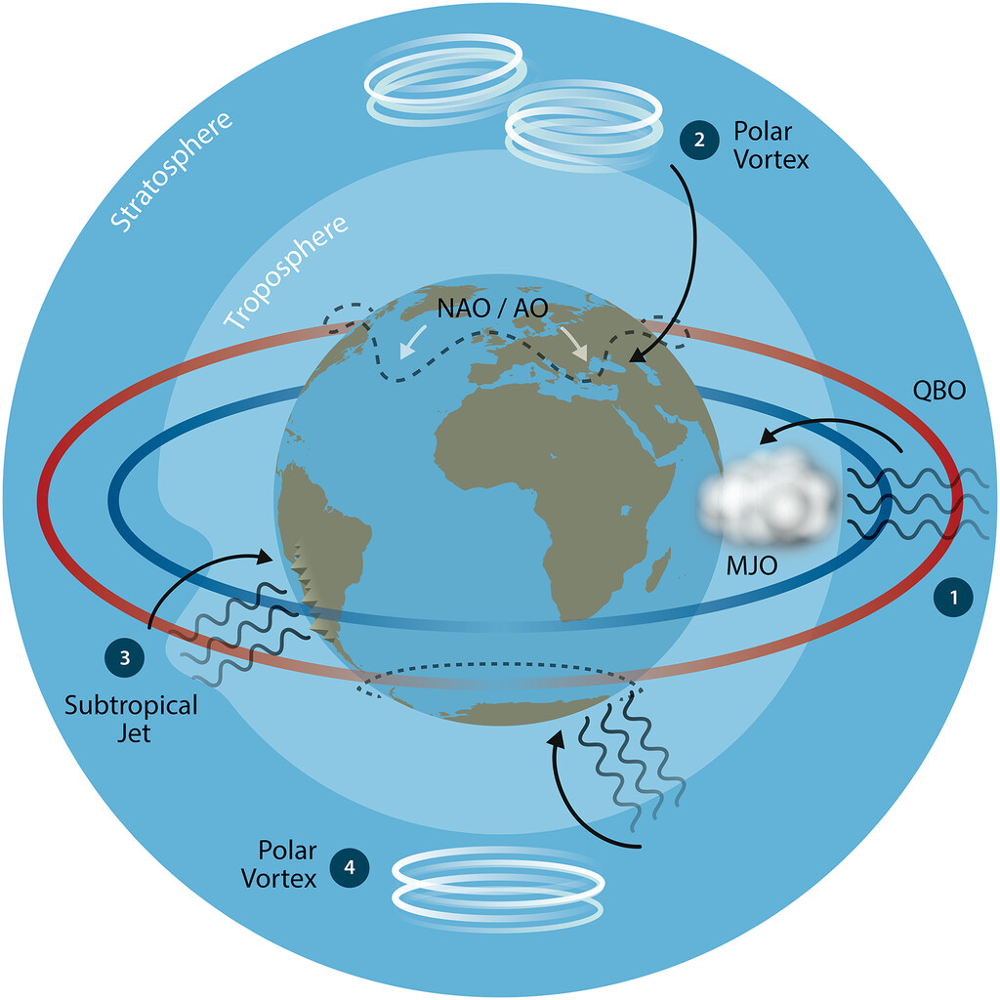 Stratosphere
Troposphere
2
Polar
Vortex
NAO / AO
QBO
MJO
1
3
Subtropical
Jet
Polar
Vortex
4